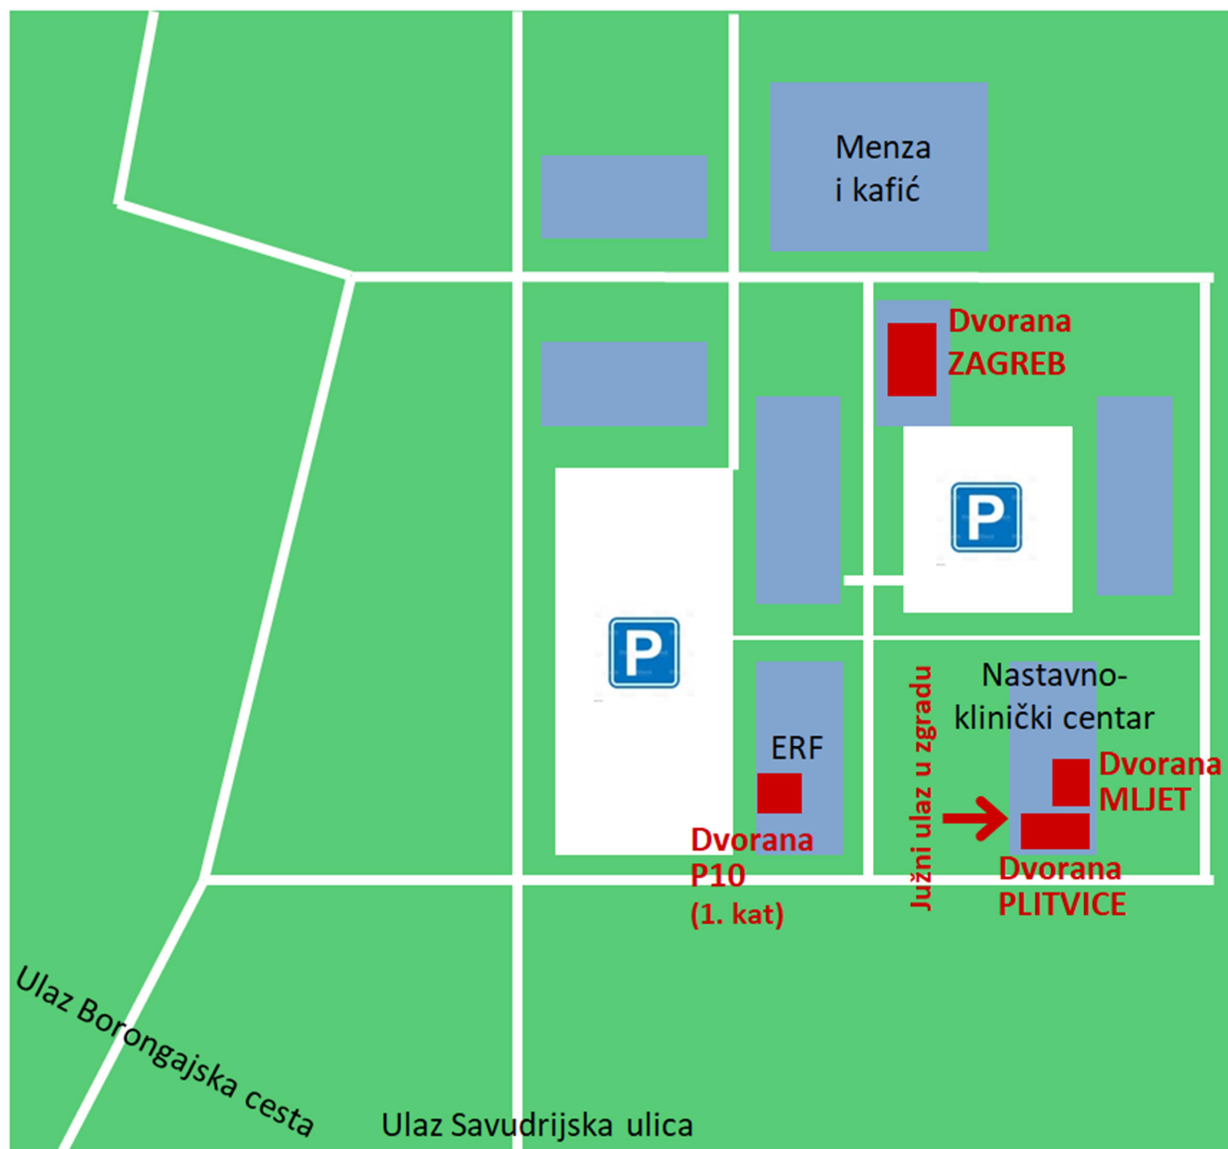 Menza
i kafić
Dvorana
ZAGREB
P
P
Nastavno-
klinički centar
Južni ulaz u zgradu
ERF
Dvorana
MLJET
Dvorana
P10
(1. kat)
Dvorana
PLITVICE
Ulaz Borongajska cesta
Ulaz Savudrijska ulica